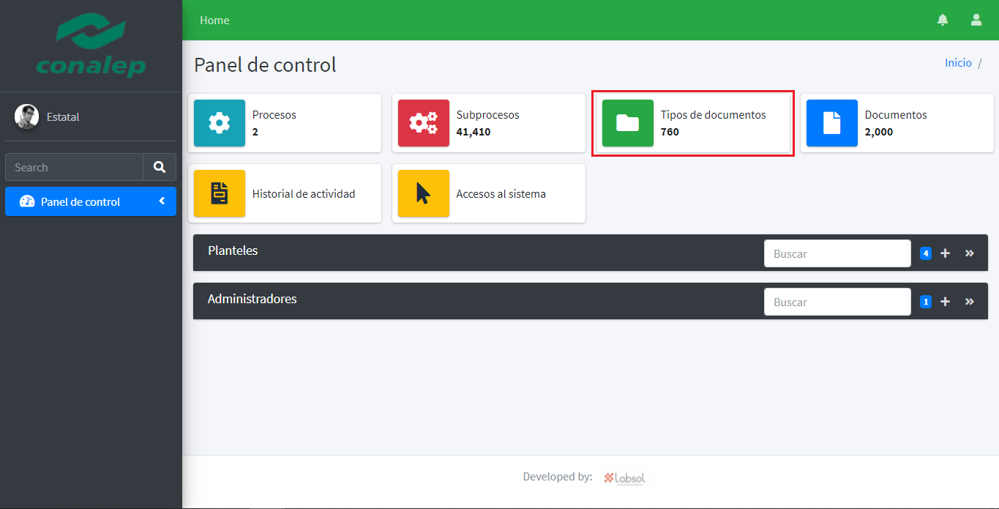 conalep
Home
Panel de control
Inicio /
Estatal
Search
Panel de control
Procesos
2
Subprocesos
41,410
Tipos de documentos
760
Documentos
2,000
Historial de actividad
Accesos al sistema
Planteles
Buscar
4
Administradores
Buscar
1
Developed by:
Labsol